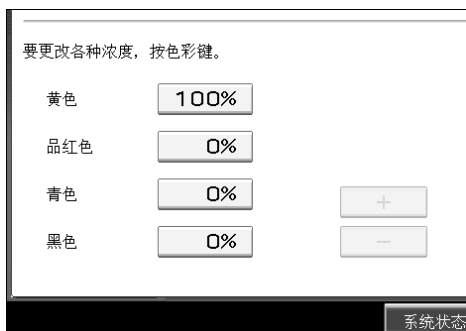 要更改各种浓度，按色彩键。
黄色 100%
品红色 0%
青色 0%
+
黑色 0%
−
系统状态